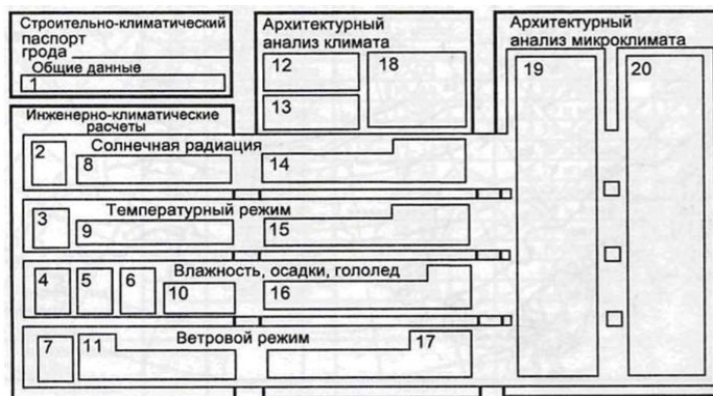 Строительно-климатический
паспорт
грода
Общие данные
1
Архитектурный
анализ климата
12
18
13
Архитектурный
анализ микроклимата
19
20
Инженерно-климатические
расчеты
Солнечная радиация
2
8
14
Температурный режим
3
9
15
Влажность, осадки, гололед
4
5
6
10
16
Ветровой режим
7
11
17